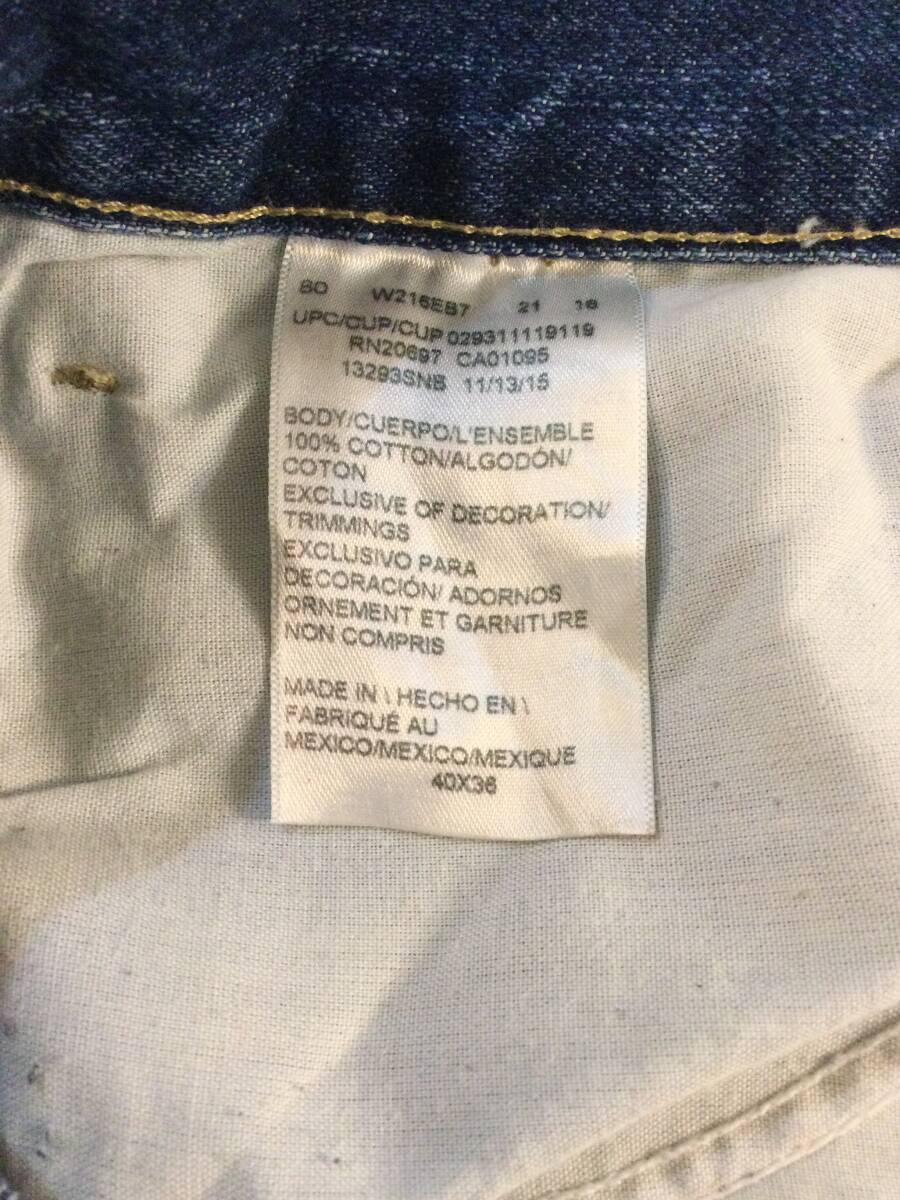 80 W216EB7 21 16
UPC/CUP/CUP 029311119119
RN20697 CA01095
13293SNB 11/13/15
BODY/CUERPO/L'ENSEMBLE
100% COTTON/ALGODÓN/
COTON
EXCLUSIVE OF DECORATION/
TRIMMINGS
EXCLUSIVO PARA
DECORACIÓN/ ADORNOS
ORNEMENT ET GARNITURE
NON COMPRIS
MADE IN \ HECHO EN \
FABRIQUÉ AU
MEXICO/MEXICO/MEXIQUE
40X36